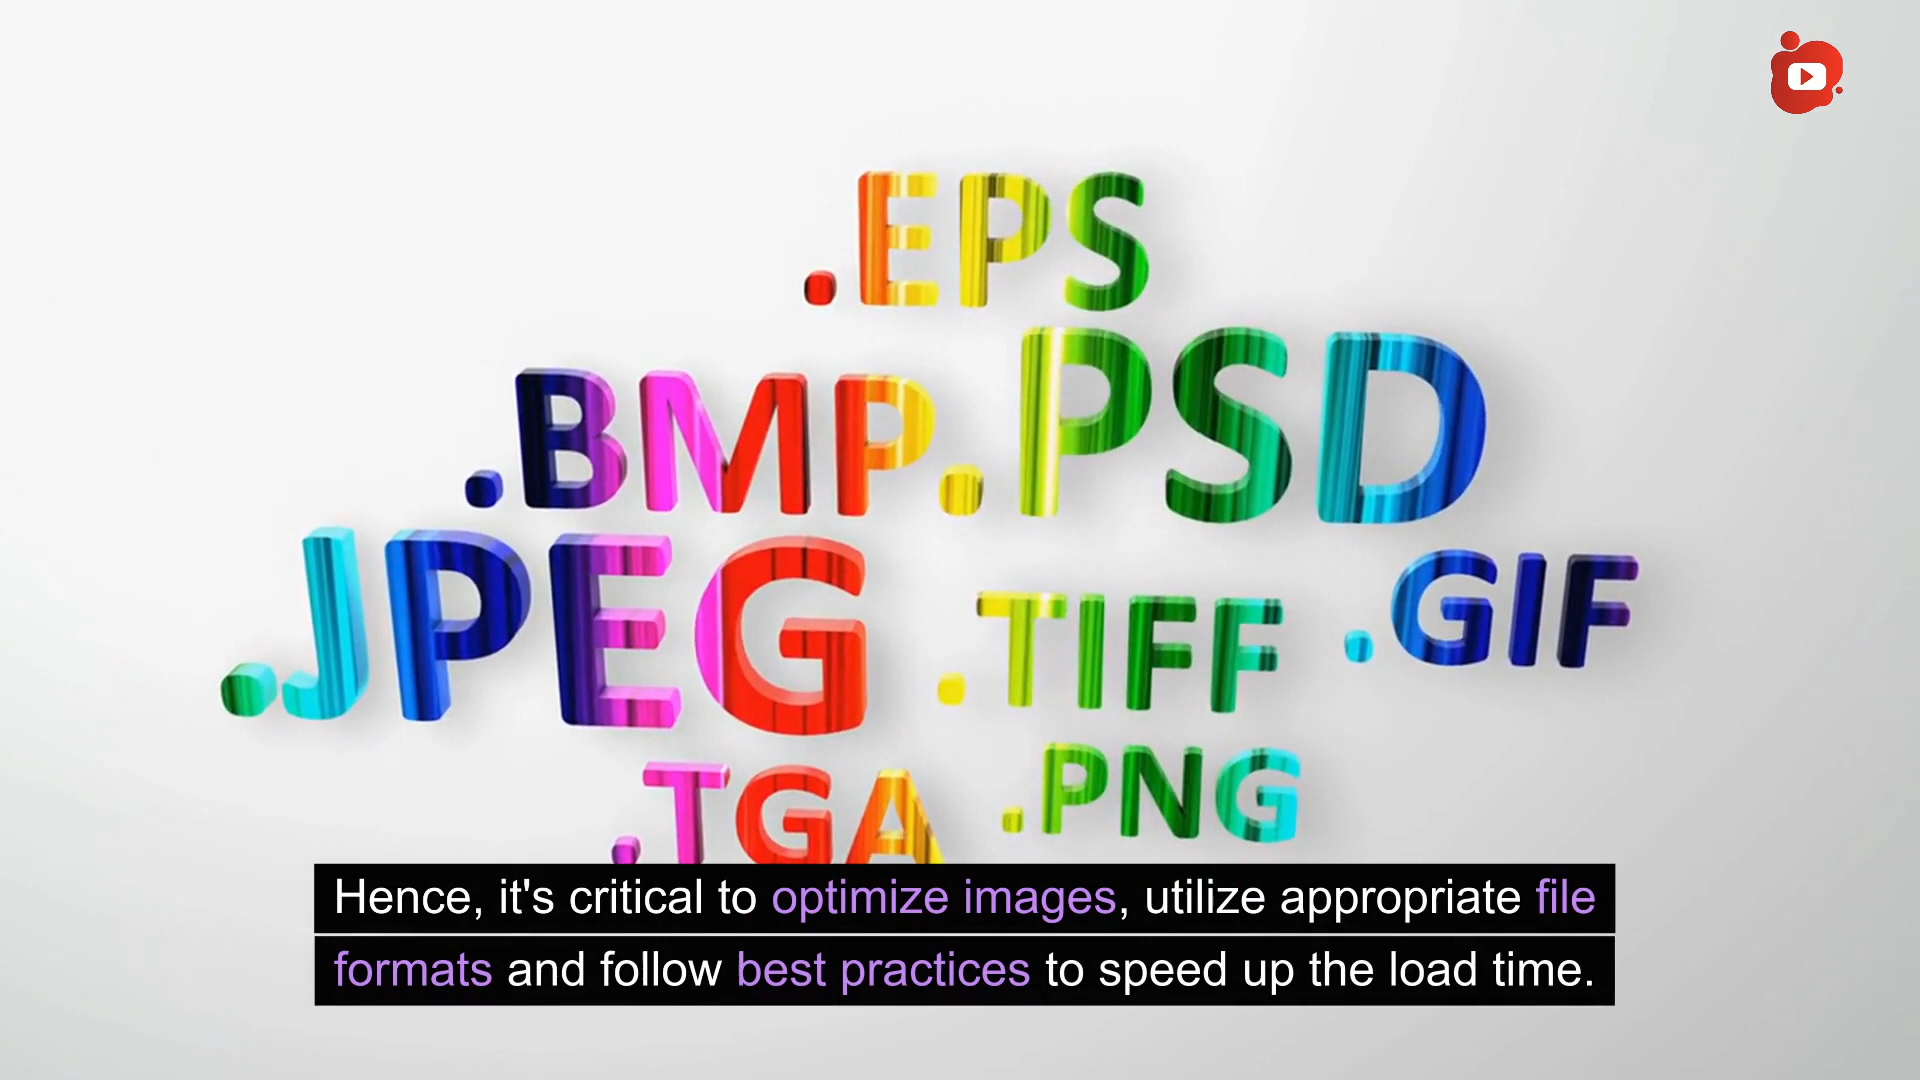 .EPS
.BMP .PSD
.JPEG .TIFF .GIF
.TGA .PNG
Hence, it's critical to optimize images, utilize appropriate file
formats and follow best practices to speed up the load time.